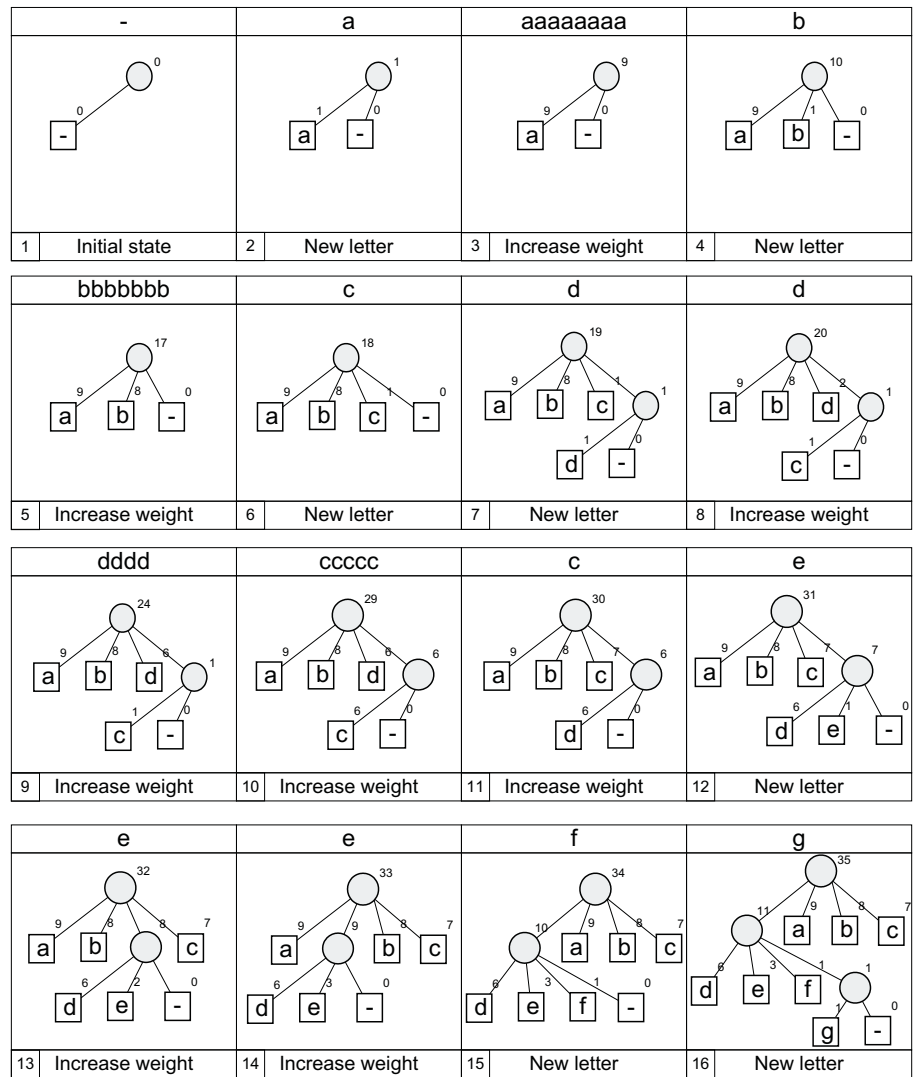 - a aaaaaaaa b
0 1 9 10
0 1 0 9 0 9 1 0
- a - a - a b -
1 Initial state 2 New letter 3 Increase weight 4 New letter
bbbbbbb c d d
17 18 19 20
9 8 0 9 8 1 0 9 8 1 1 9 8 2 1
a b - a b c - a b c a b d
1 0 1 0
d - c -
5 Increase weight 6 New letter 7 New letter 8 Increase weight
dddd ccccc c e
24 29 30 31
9 8 6 1 9 8 6 6 9 8 7 6 9 8 7 7
a b d a b d a b c a b c
1 0 6 0 6 0 6 1 0
c - c - d - d e -
9 Increase weight 10 Increase weight 11 Increase weight 12 New letter
e e f g
32 33 34 35
9 8 8 7 9 9 8 7 10 9 8 7 11 9 8 7
a b c a b c a b c a b c
6 2 0 6 3 0 6 3 1 0 6 3 1 1
d e - d e - d e f - d e f
1 0
g -
13 Increase weight 14 Increase weight 15 New letter 16 New letter